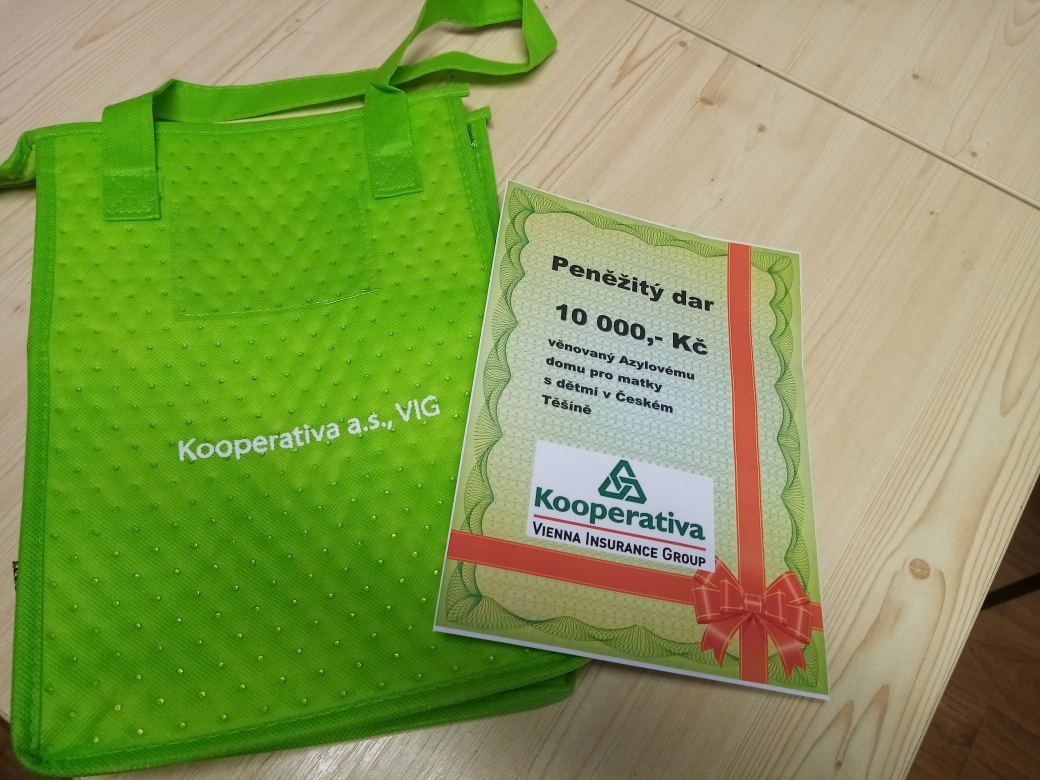 Kooperativa a.s., VIG
Peněžitý dar
10 000,- Kč
věnovaný Azylovému
domu pro matky
s dětmi v Českém
Těšíně
Kooperativa
VIENNA INSURANCE GROUP